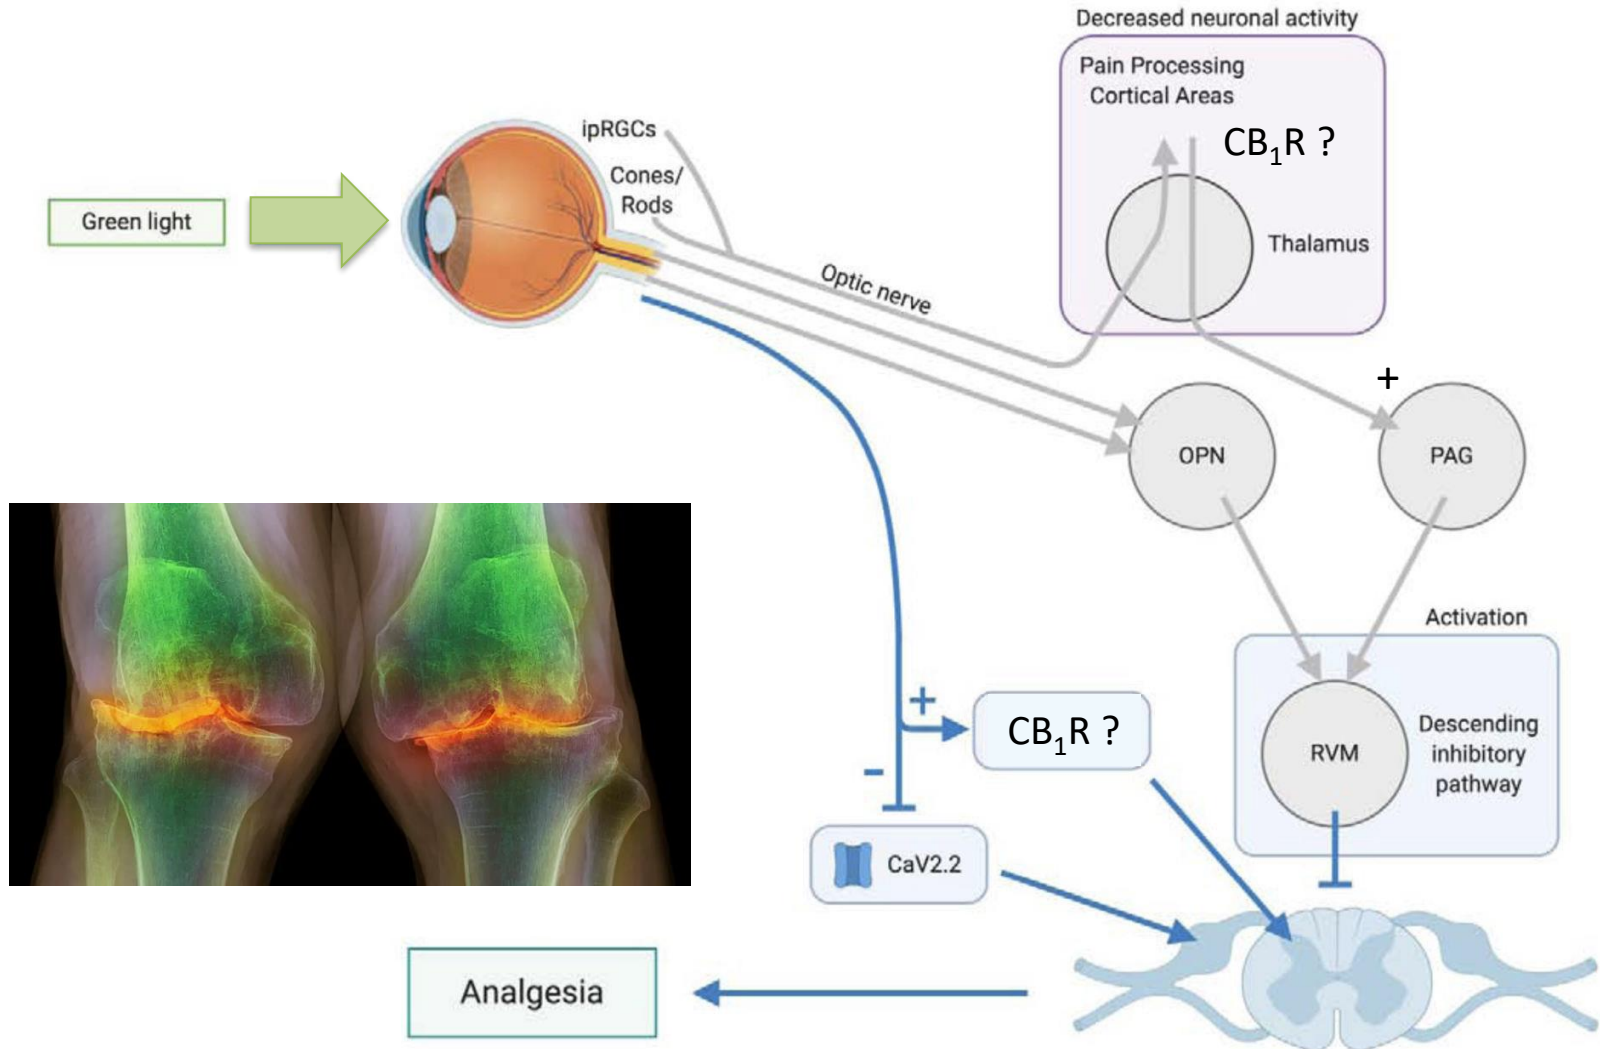 Decreased neuronal activity
Pain Processing
Cortical Areas
CB₁R ?
ipRGCs
Cones/
Rods
Green light
Thalamus
Optic nerve
+
OPN
PAG
Activation
+
CB₁R ?
Descending
inhibitory
pathway
RVM
-
CaV2.2
Analgesia